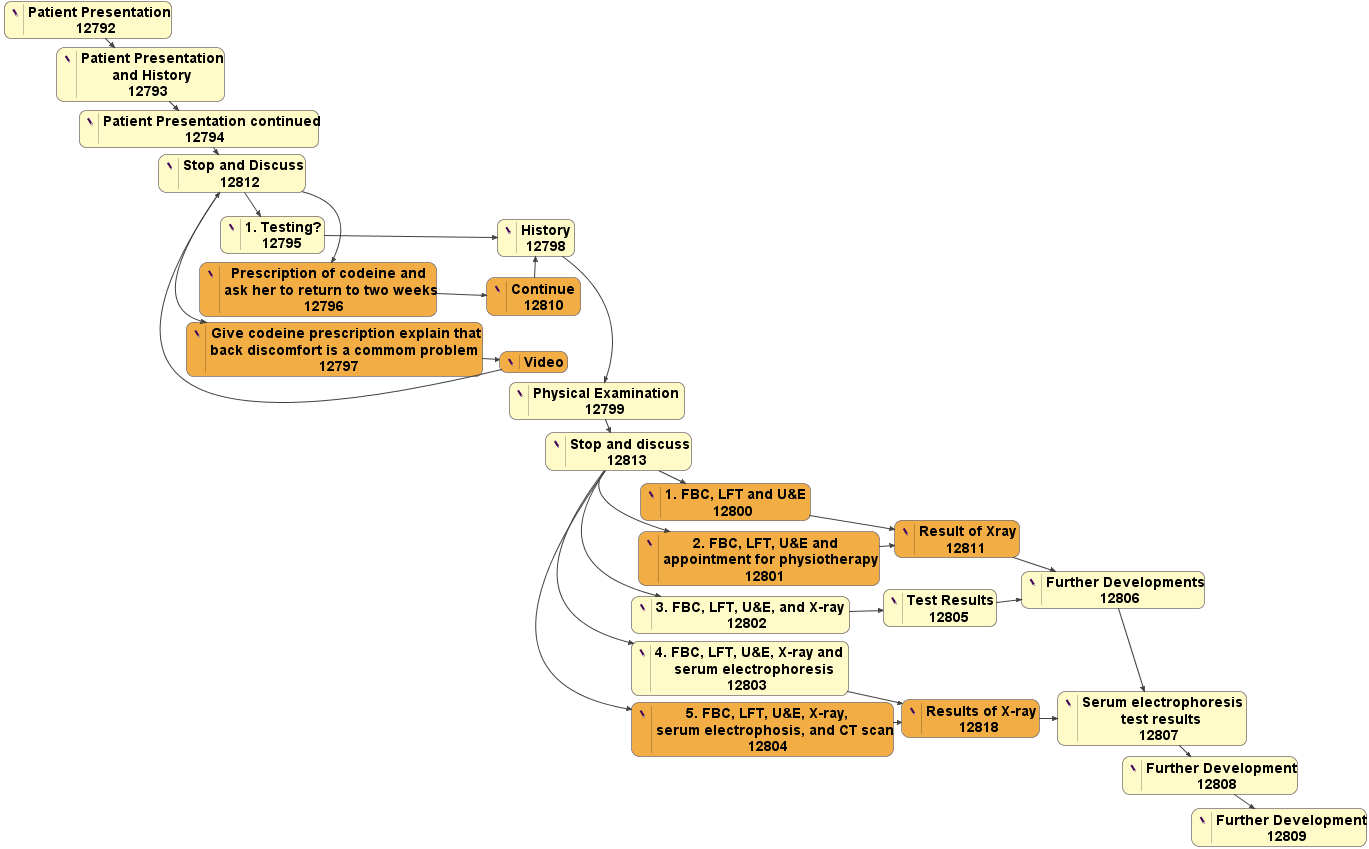 Patient Presentation
12792
Patient Presentation
and History
12793
Patient Presentation continued
12794
Stop and Discuss
12812
1. Testing?
12795
History
12798
Prescription of codeine and
ask her to return to two weeks
12796
Continue
12810
Give codeine prescription explain that
back discomfort is a commom problem
12797
Video
Physical Examination
12799
Stop and discuss
12813
1. FBC, LFT and U&E
12800
Result of Xray
12811
2. FBC, LFT, U&E and
appointment for physiotherapy
12801
Further Developments
12806
3. FBC, LFT, U&E, and X-ray
12802
Test Results
12805
4. FBC, LFT, U&E, X-ray and
serum electrophoresis
12803
5. FBC, LFT, U&E, X-ray,
serum electrophosis, and CT scan
12804
Results of X-ray
12818
Serum electrophoresis
test results
12807
Further Development
12808
Further Development
12809